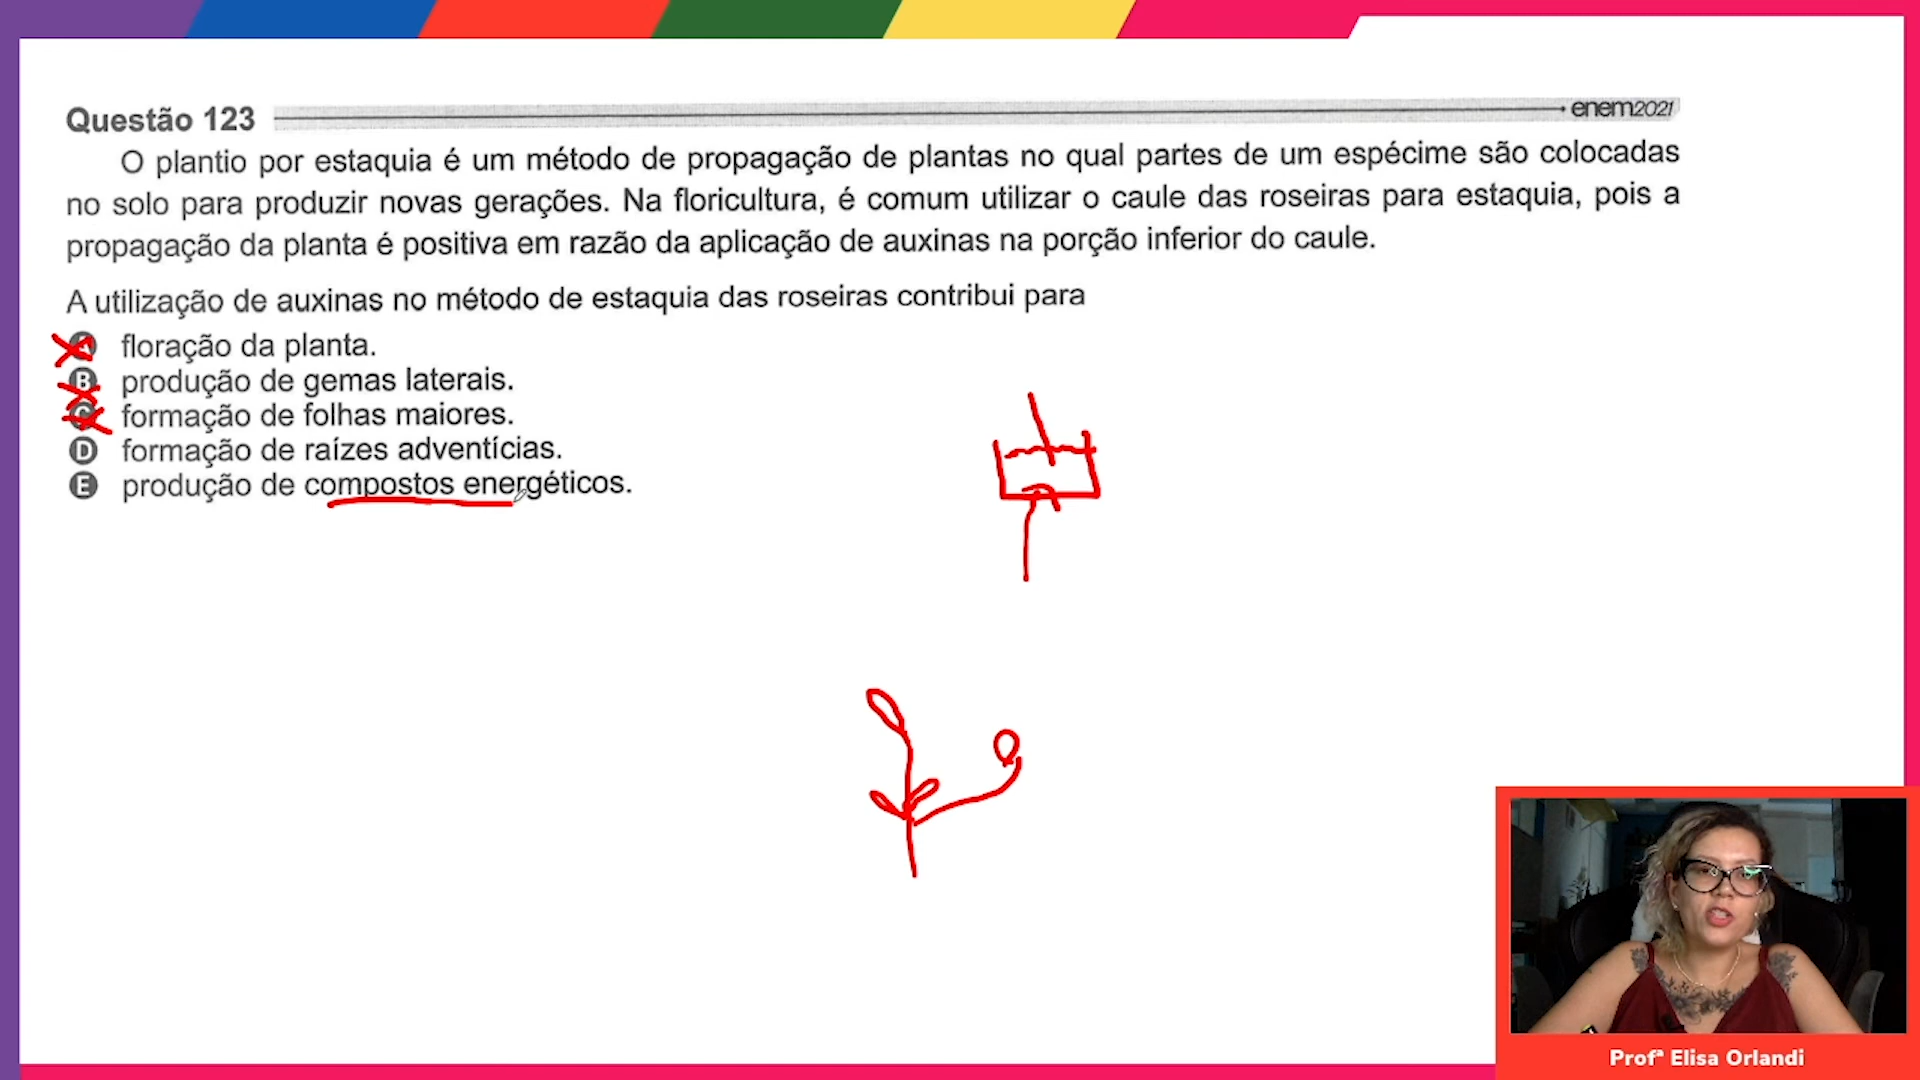 Questão 123
enem2021
O plantio por estaquia é um método de propagação de plantas no qual partes de um espécime são colocadas
no solo para produzir novas gerações. Na floricultura, é comum utilizar o caule das roseiras para estaquia, pois a
propagação da planta é positiva em razão da aplicação de auxinas na porção inferior do caule.
A utilização de auxinas no método de estaquia das roseiras contribui para
A floração da planta.
B produção de gemas laterais.
C formação de folhas maiores.
D formação de raízes adventícias.
E produção de compostos energéticos.
Profª Elisa Orlandi